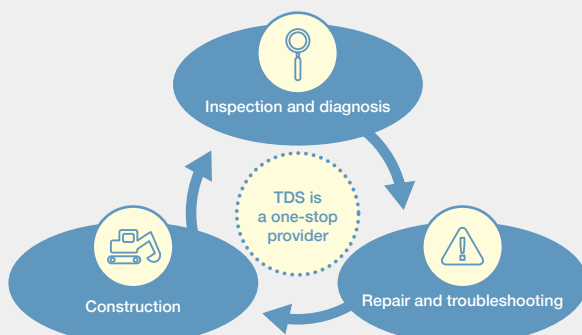 Inspection and diagnosis
TDS is
a one-stop
provider
Construction
Repair and troubleshooting